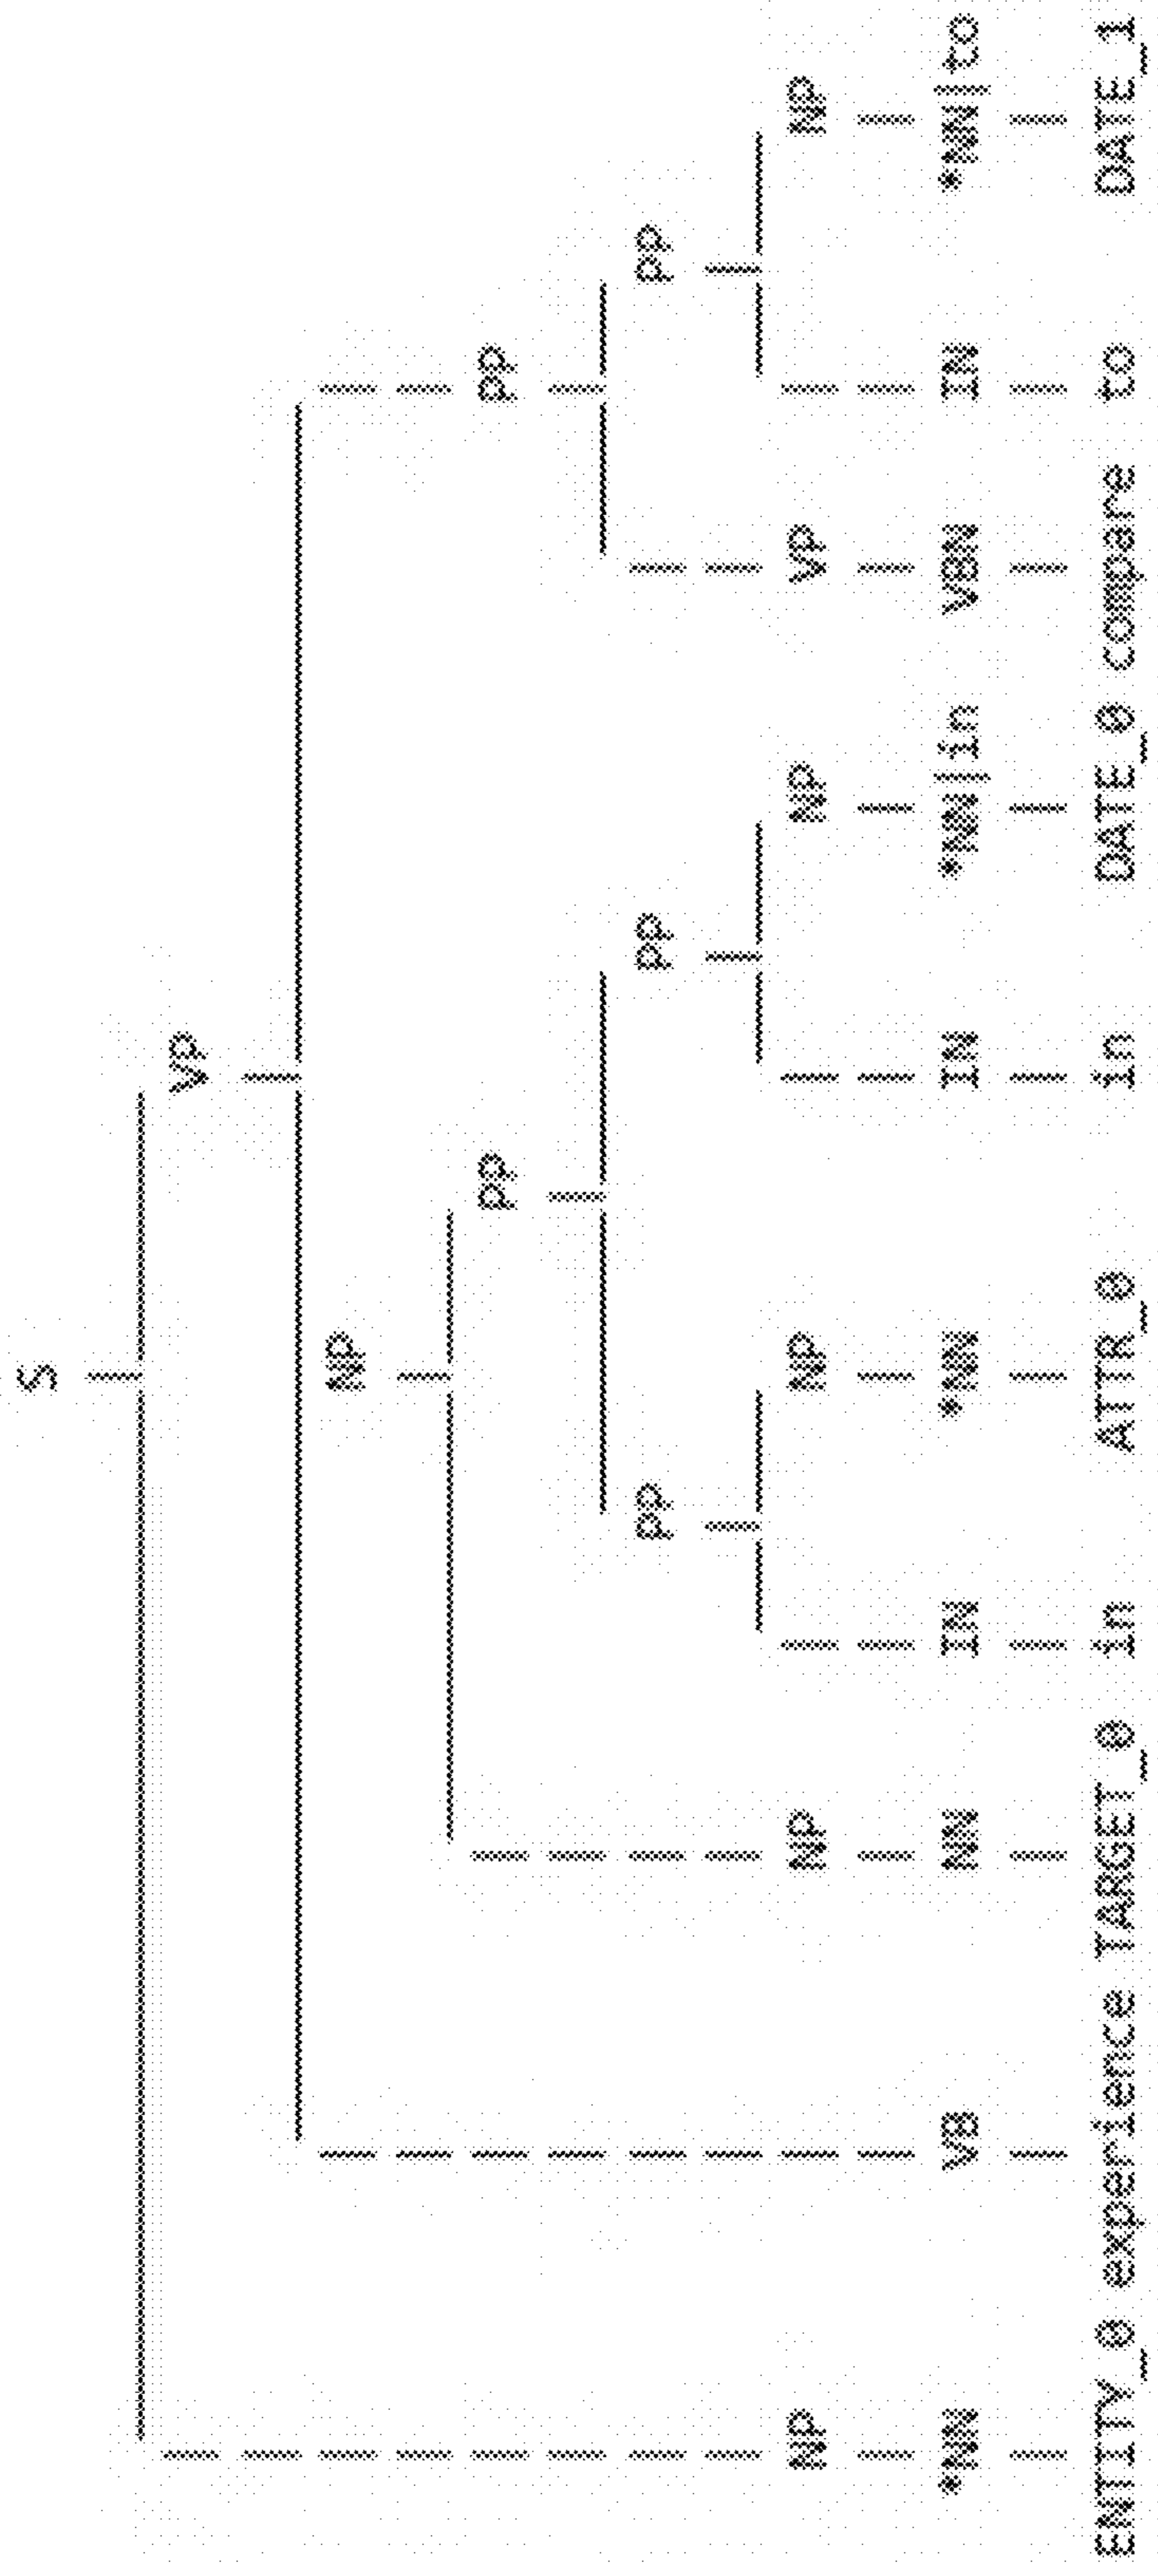 S
VP
NP
PP PP
PP PP PP
NP NP NP NP VP NP
*NN VB NN IN *NN IN *NN|in VBN IN *NN|to
ENTITY_0 experience TARGET_0 in ATTR_0 in DATE_0 compare to DATE_1